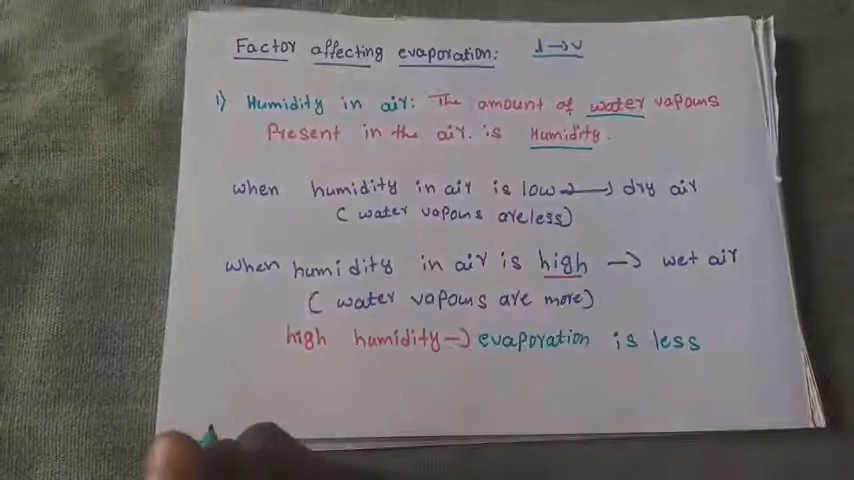 Factor affecting evaporation: l→v
1) Humidity in air: The amount of water vapours
Present in the air. is Humidity.
when humidity in air is low → dry air
( water vapours are less)
when humidity in air is high → wet air
( water vapours are more)
high humidity → evaporation is less